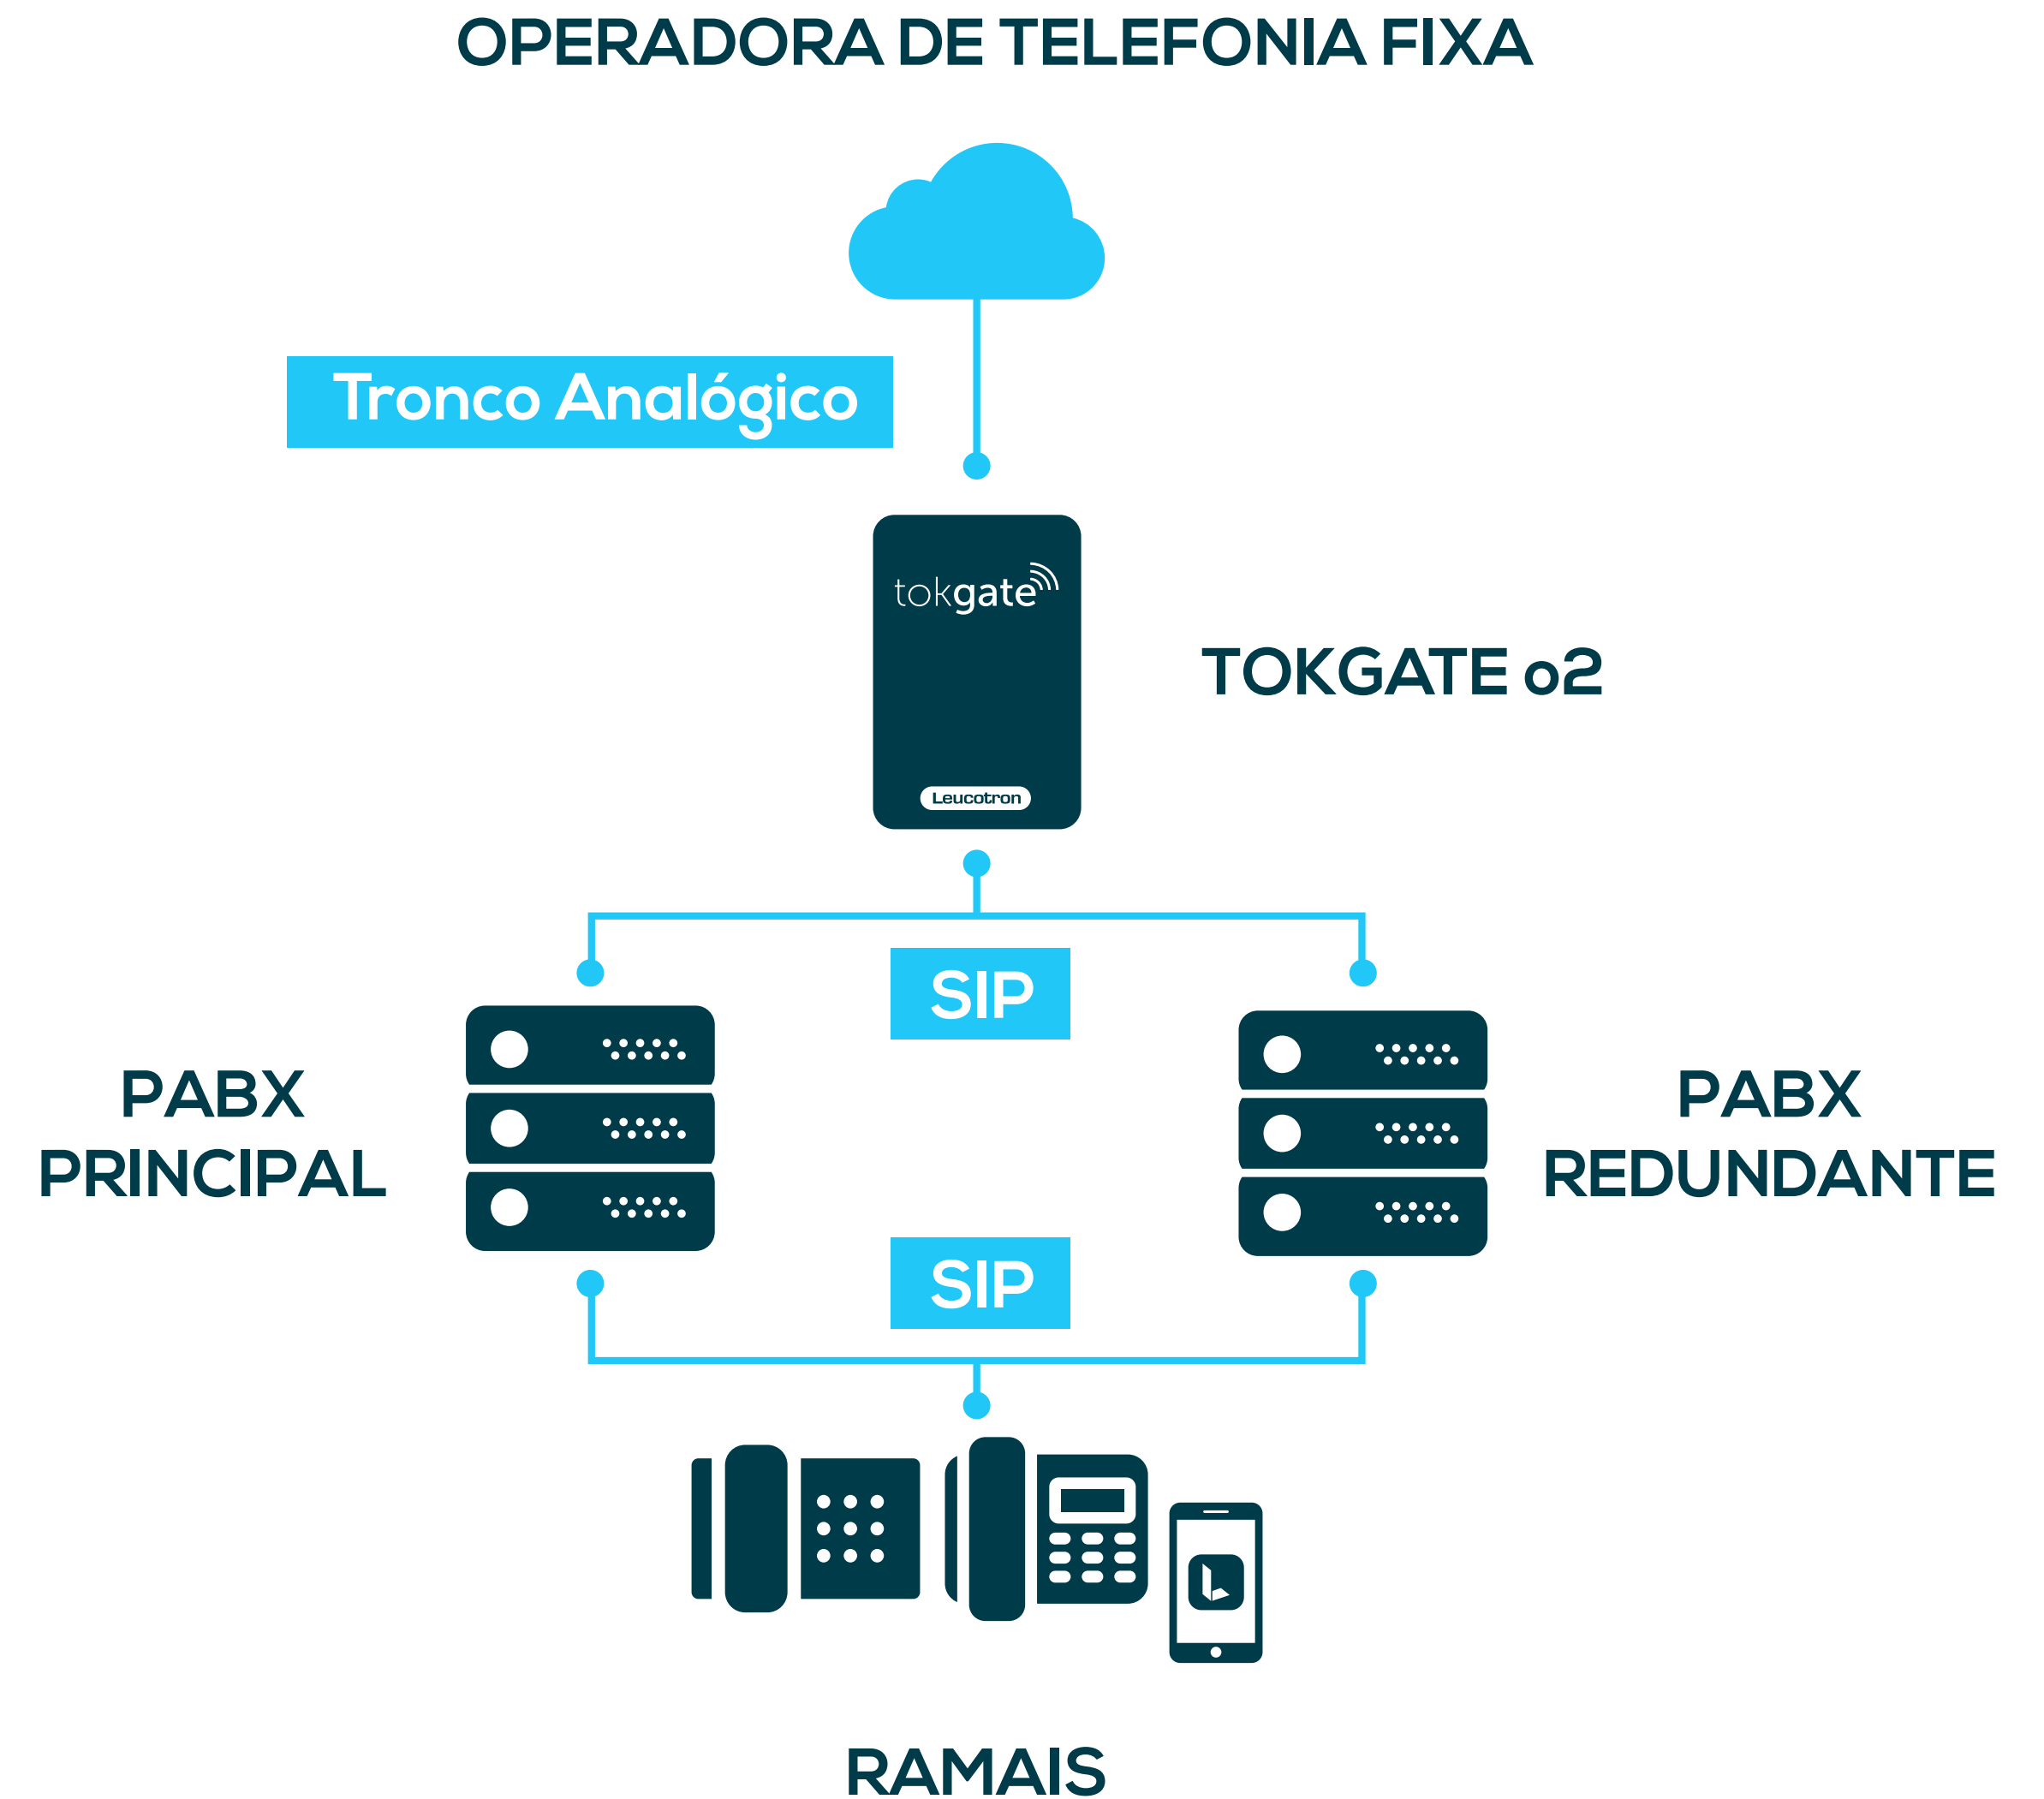 OPERADORA DE TELEFONIA FIXA
Tronco Analógico
tokgate
TOKGATE o2
Leucotron
SIP
PABX
PRINCIPAL
PABX
REDUNDANTE
SIP
RAMAIS